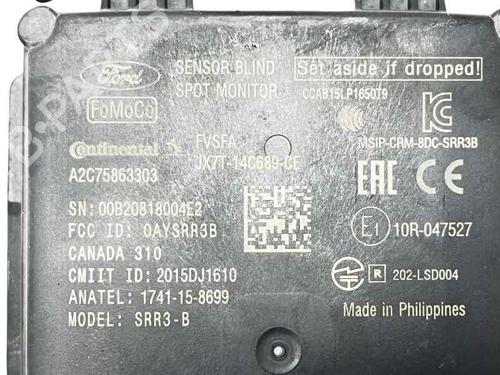 Ford
FoMoCo
SENSOR BLIND
SPOT MONITOR
Set aside if dropped!
CCAB15LP1650T9
Continental
FVSFA
JX7T-14C689-CE
MSIP-CRM-8DC-SRR3B
A2C75863303
EAC CE
SN: 00B20818004E2
FCC ID: OAYSRR3B
CANADA 310
CMIIT ID: 2015DJ1610
ANATEL: 1741-15-8699
MODEL: SRR3-B
E1 10R-047527
R 202-LSD004
Made in Philippines